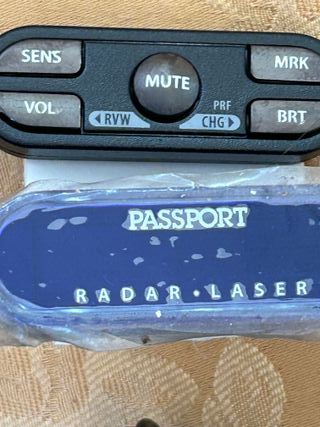 SENS MRK
MUTE
VOL PRF BRT
RVW CHG
PASSPORT
RADAR • LASER